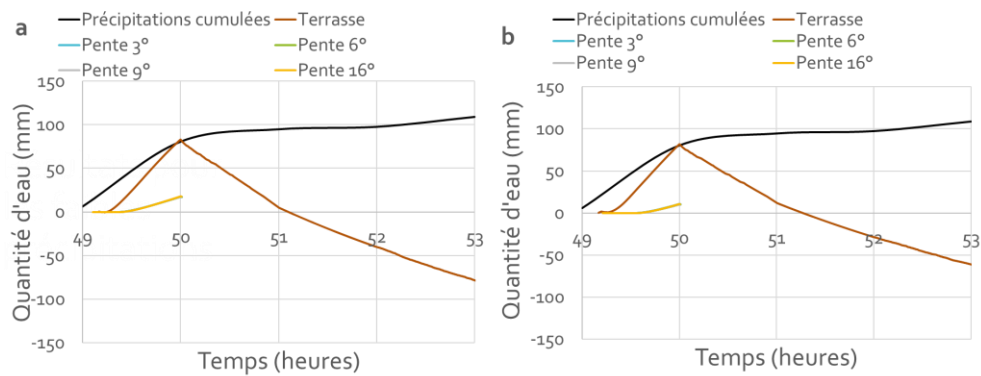 a
Précipitations cumulées Terrasse
Pente 3° Pente 6°
Pente 9° Pente 16°
150
100
50
0
-50
-100
-150
49 50 51 52 53
Quantité d'eau (mm)
Temps (heures)
b
Précipitations cumulées Terrasse
Pente 3° Pente 6°
Pente 9° Pente 16°
150
100
50
0
-50
-100
-150
49 50 51 52 53
Quantité d'eau (mm)
Temps (heures)